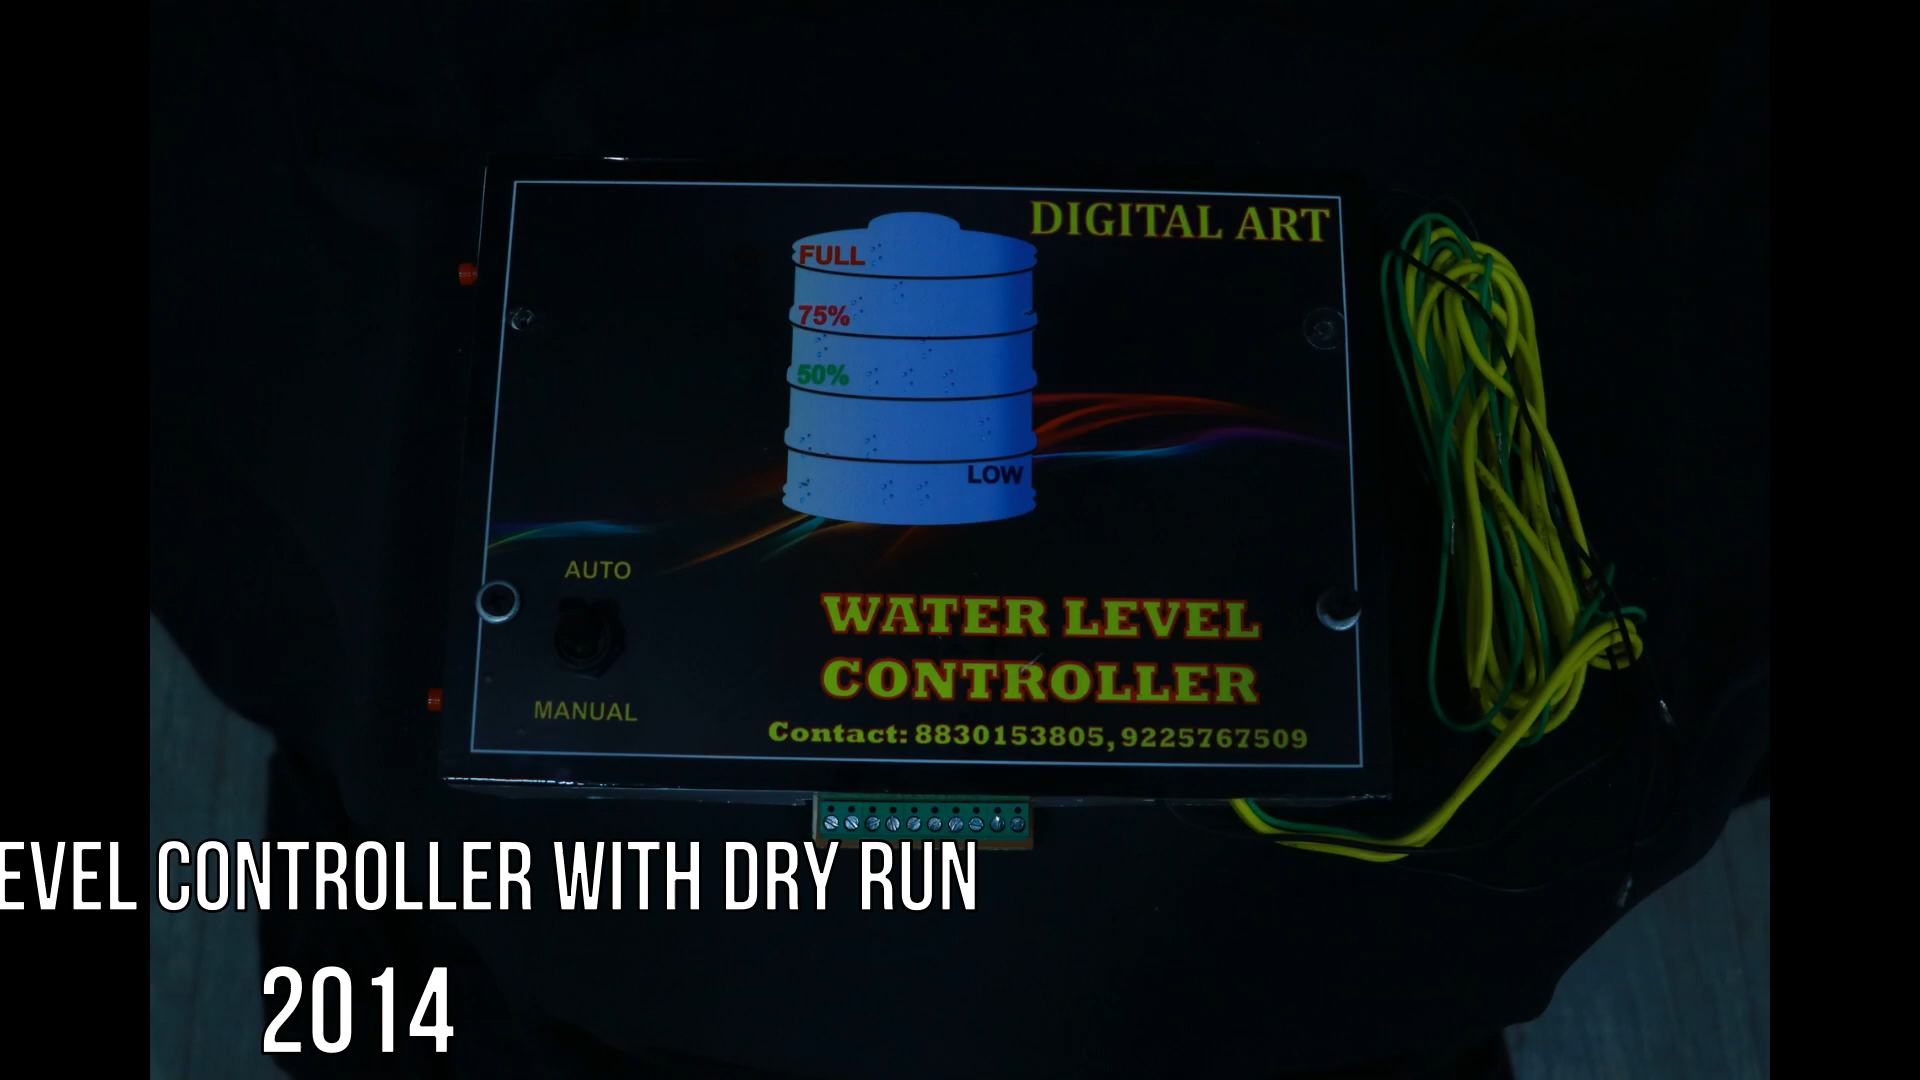 DIGITAL ART
FULL
75%
50%
LOW
AUTO
MANUAL
WATER LEVEL
CONTROLLER
Contact: 8830153805, 9225767509
EVEL CONTROLLER WITH DRY RUN
2014